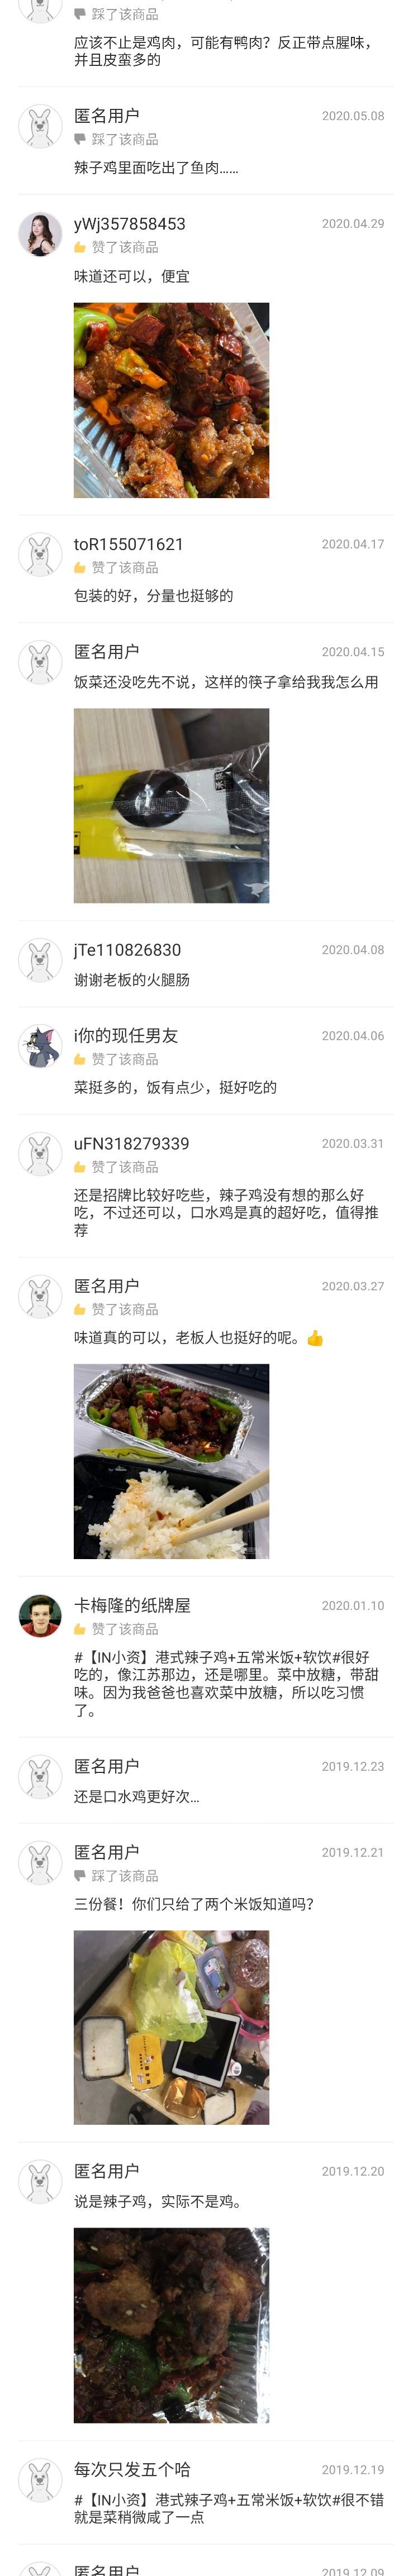 踩了该商品
应该不止是鸡肉，可能有鸭肉？反正带点腥味，
并且皮蛮多的
匿名用户
2020.05.08
踩了该商品
辣子鸡里面吃出了鱼肉……
yWj357858453
2020.04.29
赞了该商品
味道还可以，便宜
toR155071621
2020.04.17
赞了该商品
包装的好，分量也挺够的
匿名用户
2020.04.15
饭菜还没吃先不说，这样的筷子拿给我我怎么用
jTe110826830
2020.04.08
谢谢老板的火腿肠
i你的现任男友
2020.04.06
赞了该商品
菜挺多的，饭有点少，挺好吃的
uFN318279339
2020.03.31
赞了该商品
还是招牌比较好吃些，辣子鸡没有想的那么好
吃，不过还可以，口水鸡是真的超好吃，值得推
荐
匿名用户
2020.03.27
赞了该商品
味道真的可以，老板人也挺好的呢。👍
卡梅隆的纸牌屋
2020.01.10
赞了该商品
#【IN小资】港式辣子鸡+五常米饭+软饮#很好
吃的，像江苏那边，还是哪里。菜中放糖，带甜
味。因为我爸爸也喜欢菜中放糖，所以吃习惯
了。
匿名用户
2019.12.23
还是口水鸡更好次…
匿名用户
2019.12.21
踩了该商品
三份餐！你们只给了两个米饭知道吗？
匿名用户
2019.12.20
说是辣子鸡，实际不是鸡。
每次只发五个哈
2019.12.19
#【IN小资】港式辣子鸡+五常米饭+软饮#很不错
就是菜稍微咸了一点
匿名用户
2019.12.09